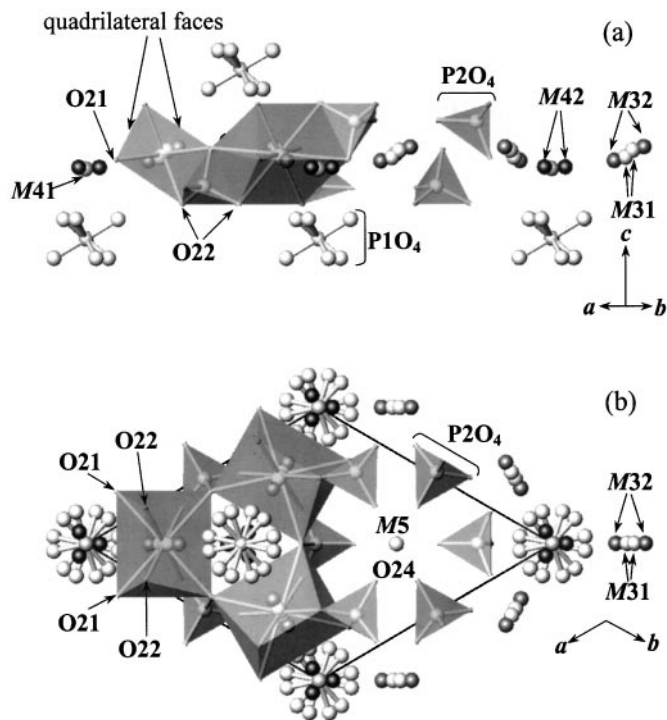 quadrilateral faces
(a)
P2O4
O21
M42
M32
M41
M31
O22
P1O4
c
a
b
(b)
P2O4
O22
O21
M32
M5
O24
M31
O21
O22
a
b